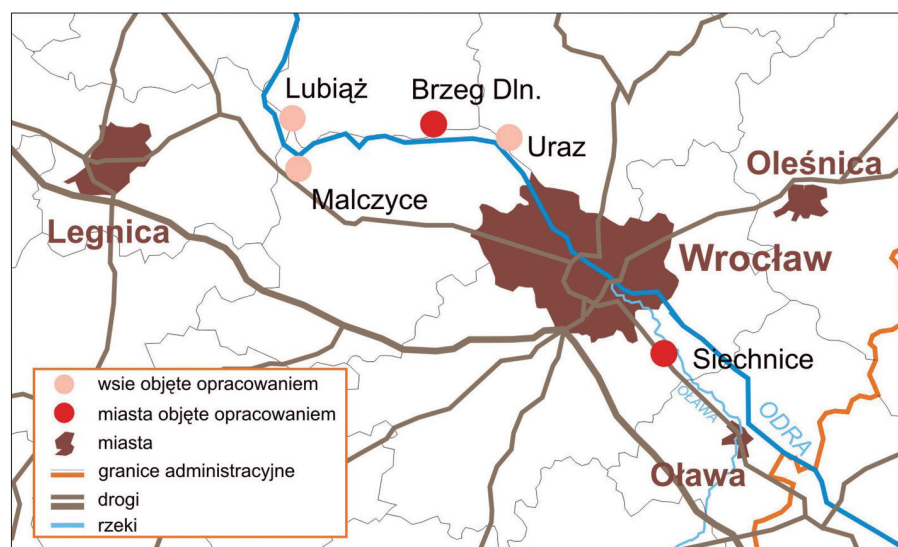 Lubiąż
Brzeg Dln.
Uraz
Oleśnica
Malczyce
Legnica
Wrocław
Siechnice
OŁAWA
ODRA
Oława
wsie objęte opracowaniem
miasta objęte opracowaniem
miasta
granice administracyjne
drogi
rzeki